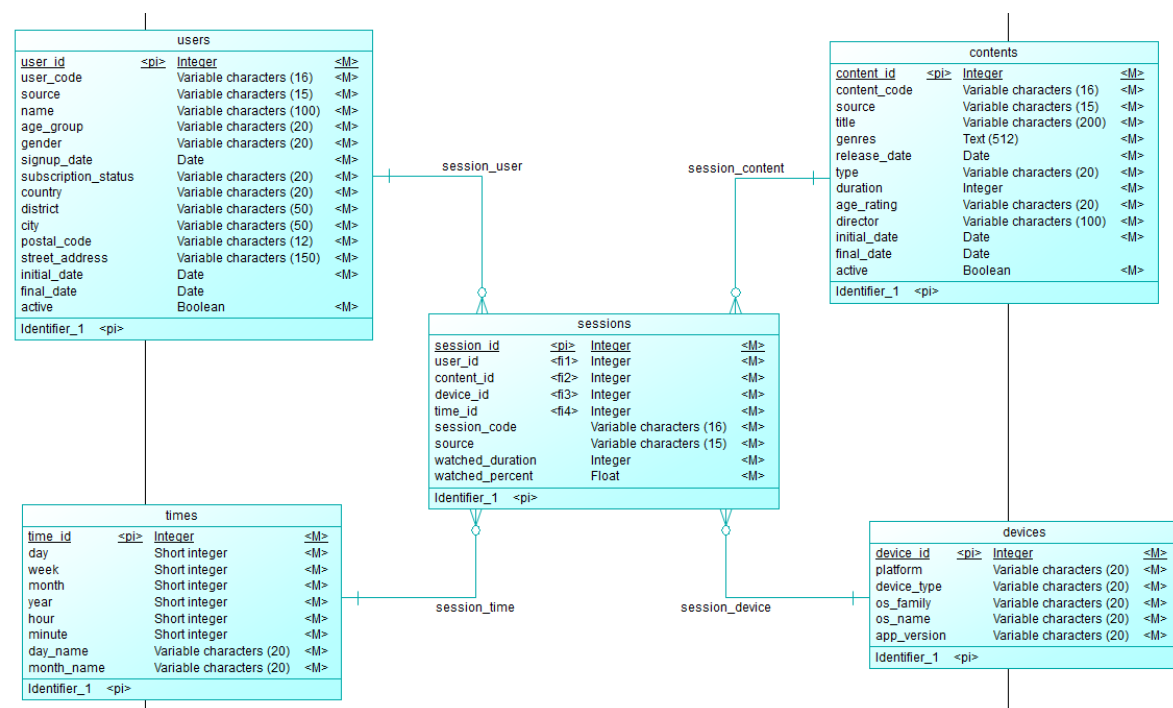 users
user_id <pi> Integer <M>
user_code Variable characters (16) <M>
source Variable characters (15) <M>
name Variable characters (100) <M>
age_group Variable characters (20) <M>
gender Variable characters (20) <M>
signup_date Date <M>
subscription_status Variable characters (20) <M>
country Variable characters (20) <M>
district Variable characters (50) <M>
city Variable characters (50) <M>
postal_code Variable characters (12) <M>
street_address Variable characters (150) <M>
initial_date Date <M>
final_date Date
active Boolean <M>
Identifier_1 <pi>
contents
content_id <pi> Integer <M>
content_code Variable characters (16) <M>
source Variable characters (15) <M>
title Variable characters (200) <M>
genres Text (512) <M>
release_date Date <M>
type Variable characters (20) <M>
duration Integer <M>
age_rating Variable characters (20) <M>
director Variable characters (100) <M>
initial_date Date <M>
final_date Date
active Boolean <M>
Identifier_1 <pi>
session_user
session_content
sessions
session_id <pi> Integer <M>
user_id <fi1> Integer <M>
content_id <fi2> Integer <M>
device_id <fi3> Integer <M>
time_id <fi4> Integer <M>
session_code Variable characters (16) <M>
source Variable characters (15) <M>
watched_duration Integer <M>
watched_percent Float <M>
Identifier_1 <pi>
times
time_id <pi> Integer <M>
day Short integer <M>
week Short integer <M>
month Short integer <M>
year Short integer <M>
hour Short integer <M>
minute Short integer <M>
day_name Variable characters (20) <M>
month_name Variable characters (20) <M>
Identifier_1 <pi>
session_time
session_device
devices
device_id <pi> Integer <M>
platform Variable characters (20) <M>
device_type Variable characters (20) <M>
os_family Variable characters (20) <M>
os_name Variable characters (20) <M>
app_version Variable characters (20) <M>
Identifier_1 <pi>